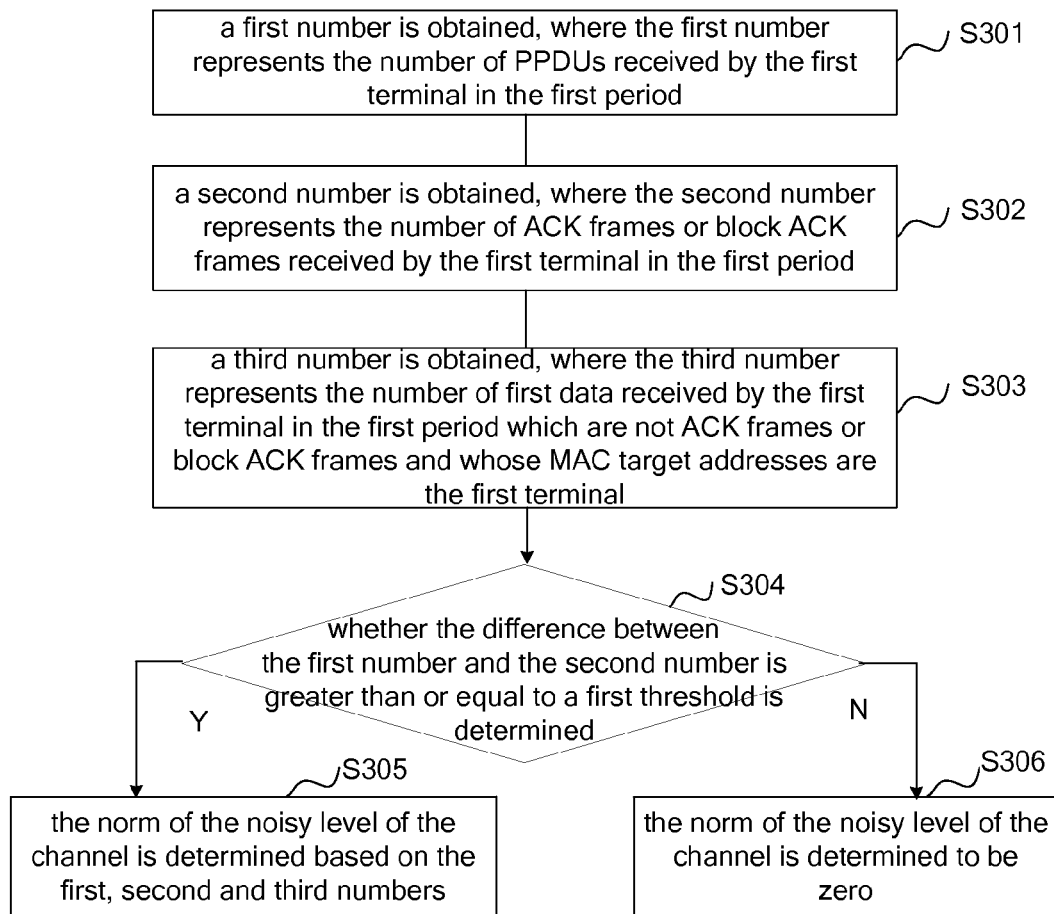 a first number is obtained, where the first number
represents the number of PPDUs received by the first
terminal in the first period
S301
a second number is obtained, where the second number
represents the number of ACK frames or block ACK
frames received by the first terminal in the first period
S302
a third number is obtained, where the third number
represents the number of first data received by the first
terminal in the first period which are not ACK frames or
block ACK frames and whose MAC target addresses are
the first terminal
S303
S304
whether the difference between
the first number and the second number is
greater than or equal to a first threshold is
determined
Y
N
S305
the norm of the noisy level of the
channel is determined based on the
first, second and third numbers
S306
the norm of the noisy level of the
channel is determined to be
zero